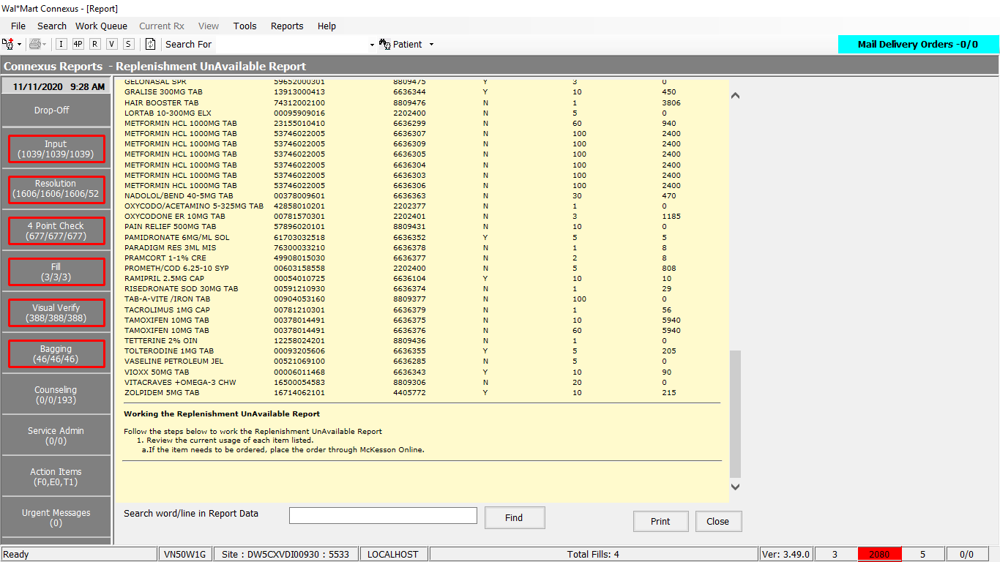 Wal*Mart Connexus - [Report]
File Search Work Queue Current Rx View Tools Reports Help
I 4P R V S Search For Patient Mail Delivery Orders -0/0
Connexus Reports - Replenishment UnAvailable Report
11/11/2020 9:28 AM
Drop-Off
Input
(1039/1039/1039)
Resolution
(1606/1606/1606/52
4 Point Check
(677/677/677)
Fill
(3/3/3)
Visual Verify
(388/388/388)
Bagging
(46/46/46)
Counseling
(0/0/193)
Service Admin
(0/0)
Action Items
(F0,E0,T1)
Urgent Messages
(0)
GELONASAL SPR 59652000301 8809475 Y 3 0
GRALISE 300MG TAB 13913000413 6636344 Y 10 450
HAIR BOOSTER TAB 74312002100 8809476 N 1 3806
LORTAB 10-300MG ELX 00095909016 2202400 N 5 0
METFORMIN HCL 1000MG TAB 23155010410 6636299 N 60 940
METFORMIN HCL 1000MG TAB 53746022005 6636307 N 100 2400
METFORMIN HCL 1000MG TAB 53746022005 6636309 N 100 2400
METFORMIN HCL 1000MG TAB 53746022005 6636305 N 100 2400
METFORMIN HCL 1000MG TAB 53746022005 6636304 N 100 2400
METFORMIN HCL 1000MG TAB 53746022005 6636303 N 100 2400
METFORMIN HCL 1000MG TAB 53746022005 6636306 N 100 2400
NADOLOL/BEND 40-5MG TAB 00378009601 6636363 N 30 470
OXYCODO/ACETAMINO 5-325MG TAB 42858010201 2202377 N 1 0
OXYCODONE ER 10MG TAB 00781570301 2202401 N 3 1185
PAIN RELIEF 500MG TAB 57896020101 8809431 N 10 0
PAMIDRONATE 6MG/ML SOL 61703032518 6636352 Y 5 5
PARADIGM RES 3ML MIS 76300033210 6636378 N 1 8
PRAMCORT 1-1% CRE 49908015030 6636377 N 2 8
PROMETH/COD 6.25-10 SYP 00603158558 2202400 N 5 808
RAMIPRIL 2.5MG CAP 00054010725 6636104 Y 10 10
RISEDRONATE SOD 30MG TAB 00591210930 6636374 N 1 29
TAB-A-VITE /IRON TAB 00904053160 8809377 N 100 0
TACROLIMUS 1MG CAP 00781210301 6636379 N 1 56
TAMOXIFEN 10MG TAB 00378014491 6636375 N 10 5940
TAMOXIFEN 10MG TAB 00378014491 6636376 N 60 5940
TETTERINE 2% OIN 12258024201 8809436 N 1 0
TOLTERODINE 1MG TAB 00093205606 6636355 Y 5 205
VASELINE PETROLEUM JEL 00521069100 6636285 N 5 0
VIOXX 50MG TAB 00006011468 6636343 Y 10 90
VITACRAVES +OMEGA-3 CHW 16500054583 8809306 N 20 0
ZOLPIDEM 5MG TAB 16714062101 4405772 Y 10 215
Working the Replenishment UnAvailable Report
Follow the steps below to work the Replenishment UnAvailable Report
1. Review the current usage of each item listed.
a.If the item needs to be ordered, place the order through McKesson Online.
Search word/line in Report Data Find Print Close
Ready VN50W1G Site : DW5CXVDI00930 : 5533 LOCALHOST Total Fills: 4 Ver: 3.49.0 3 2080 5 0/0